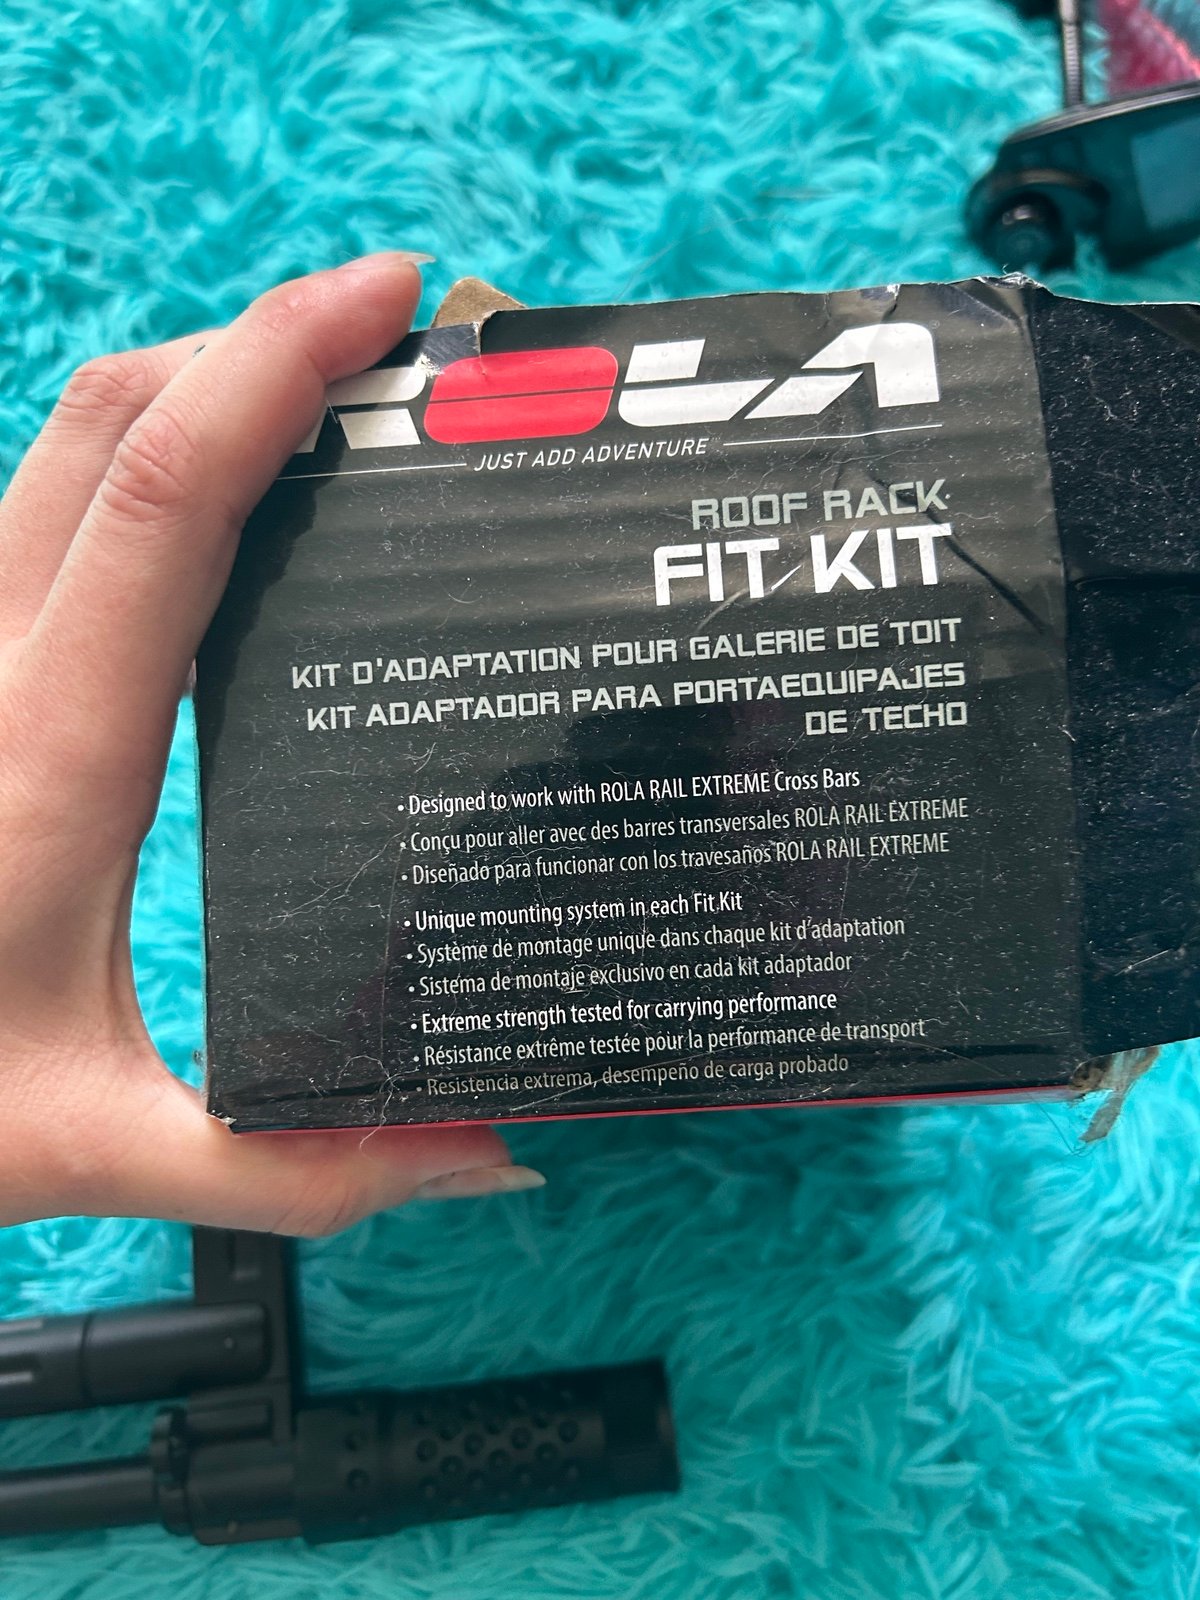 ROLA
JUST ADD ADVENTURE
ROOF RACK
FIT KIT
KIT D'ADAPTATION POUR GALERIE DE TOIT
KIT ADAPTADOR PARA PORTAEQUIPAJES
DE TECHO
• Designed to work with ROLA RAIL EXTREME Cross Bars
• Conçu pour aller avec des barres transversales ROLA RAIL EXTREME
• Diseñado para funcionar con los travesaños ROLA RAIL EXTREME
• Unique mounting system in each Fit Kit
• Système de montage unique dans chaque kit d'adaptation
• Sistema de montaje exclusivo en cada kit adaptador
• Extreme strength tested for carrying performance
• Résistance extrême testée pour la performance de transport
• Resistencia extrema, desempeño de carga probado